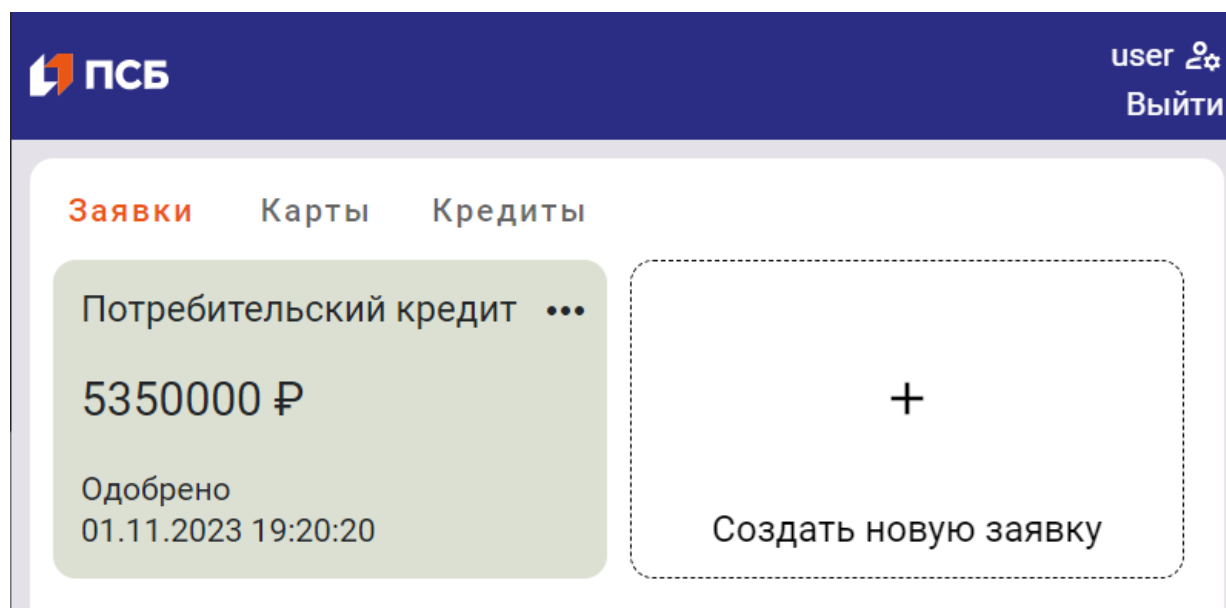 ПСБ
user
Выйти
Заявки Карты Кредиты
Потребительский кредит •••
5350000 ₽
Одобрено
01.11.2023 19:20:20
+
Создать новую заявку